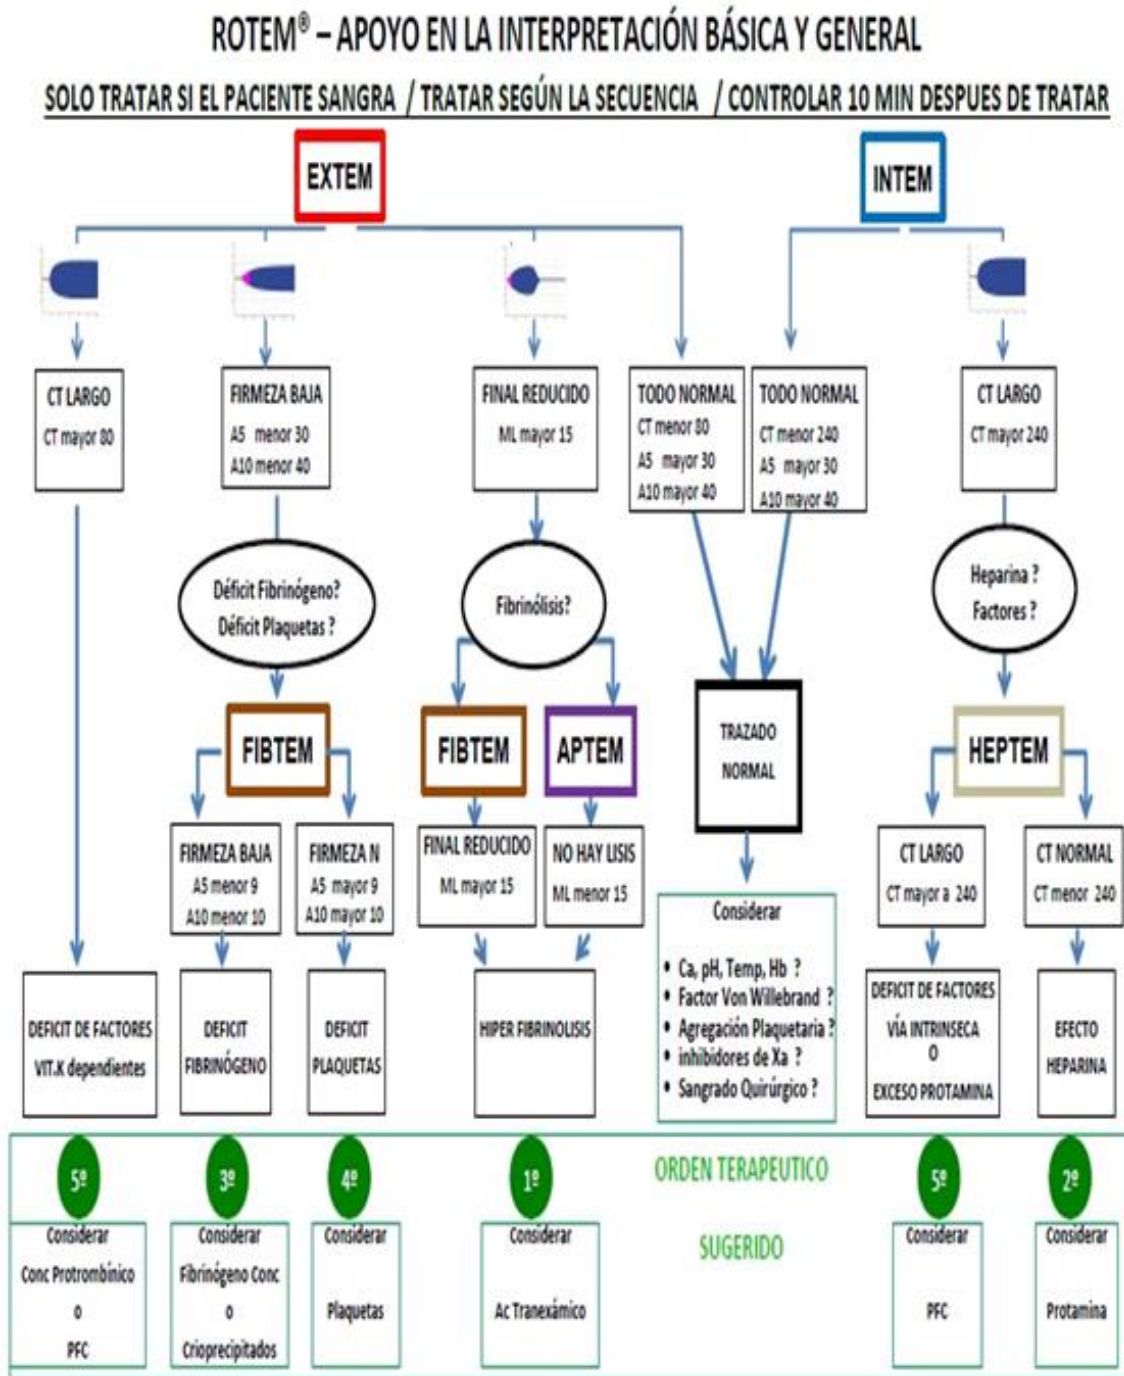 ROTEM® – APOYO EN LA INTERPRETACIÓN BÁSICA Y GENERAL
SOLO TRATAR SI EL PACIENTE SANGRA / TRATAR SEGÚN LA SECUENCIA / CONTROLAR 10 MIN DESPUES DE TRATAR
EXTEM
INTEM
CT LARGO
CT mayor 80
FIRMEZA BAJA
A5 menor 30
A10 menor 40
FINAL REDUCIDO
ML mayor 15
TODO NORMAL
CT menor 80
A5 mayor 30
A10 mayor 40
TODO NORMAL
CT menor 240
A5 mayor 30
A10 mayor 40
CT LARGO
CT mayor 240
Déficit Fibrinógeno?
Déficit Plaquetas ?
Fibrinólisis?
Heparina ?
Factores ?
FIBTEM
FIBTEM
APTEM
TRAZADO
NORMAL
HEPTEM
FIRMEZA BAJA
A5 menor 9
A10 menor 10
FIRMEZA N
A5 mayor 9
A10 mayor 10
FINAL REDUCIDO
ML mayor 15
NO HAY LISIS
ML menor 15
CT LARGO
CT mayor a 240
CT NORMAL
CT menor 240
Considerar
• Ca, pH, Temp, Hb ?
• Factor Von Willebrand ?
• Agregación Plaquetaria ?
• inhibidores de Xa ?
• Sangrado Quirúrgico ?
DEFICIT DE FACTORES
VIT.K dependientes
DEFICIT
FIBRINÓGENO
DEFICIT
PLAQUETAS
HIPER FIBRINOLISIS
DEFICIT DE FACTORES
VÍA INTRINSECA
O
EXCESO PROTAMINA
EFECTO
HEPARINA
ORDEN TERAPEUTICO
SUGERIDO
5º
Considerar
Conc Protrombínico
o
PFC
3º
Considerar
Fibrinógeno Conc
o
Crioprecipitados
4º
Considerar
Plaquetas
1º
Considerar
Ac Tranexámico
5º
Considerar
PFC
2º
Considerar
Protamina